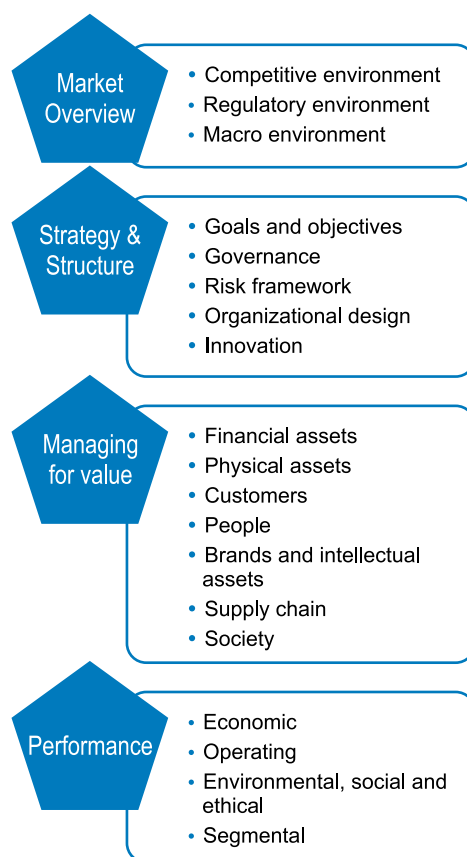 Market
Overview
• Competitive environment
• Regulatory environment
• Macro environment
Strategy &
Structure
• Goals and objectives
• Governance
• Risk framework
• Organizational design
• Innovation
Managing
for value
• Financial assets
• Physical assets
• Customers
• People
• Brands and intellectual
assets
• Supply chain
• Society
Performance
• Economic
• Operating
• Environmental, social and
ethical
• Segmental